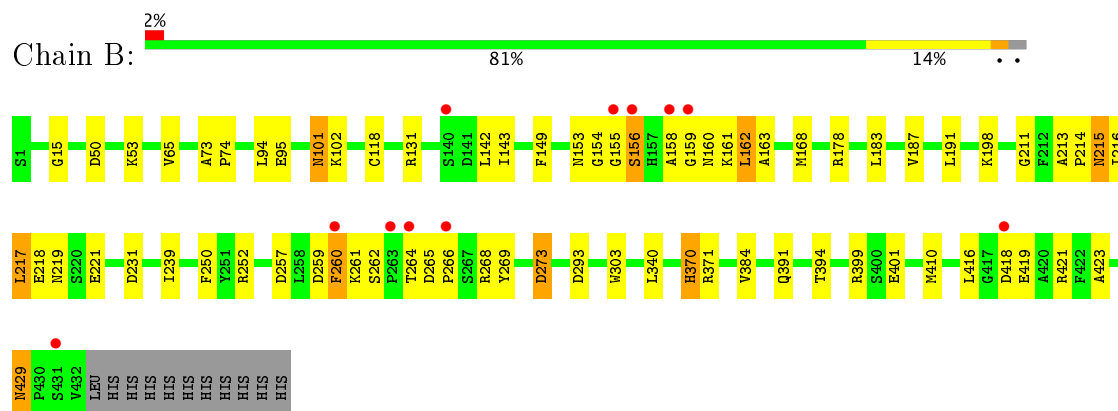 2%
Chain B:
81% 14% • •
S1 G15 D50 K53 V65 A73 P74 L94 E95 N101 K102 C118 R131 S140 D141 L142 I143 F149 N153 G154 G155 S156 H157 A158 G159 N160 K161 L162 A163 M168 R178 L183 V187 L191 K198 G211 F212 A213 P214 N215 I216
L217 E218 N219 S220 E221 D231 I239 F250 Y251 R252 D257 L258 D259 F260 K261 S262 P263 T264 D265 P266 S267 R268 Y269 D273 D293 W303 L340 H370 R371 V384 Q391 T394 R399 S400 E401 M410 L416 G417 D418 E419 A420 R421 F422 A423
N429 P430 S431 V432 LEU HIS HIS HIS HIS HIS HIS HIS HIS HIS HIS